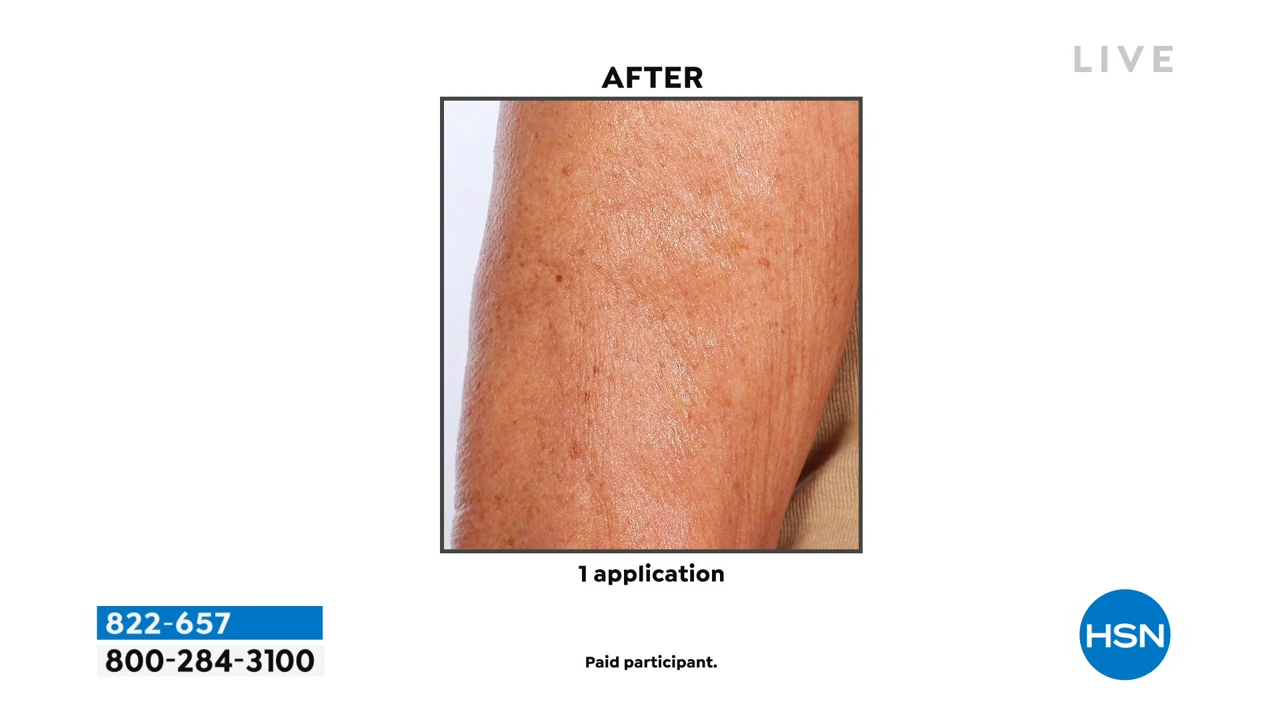 LIVE
AFTER
1 application
822-657
800-284-3100
HSN
Paid participant.